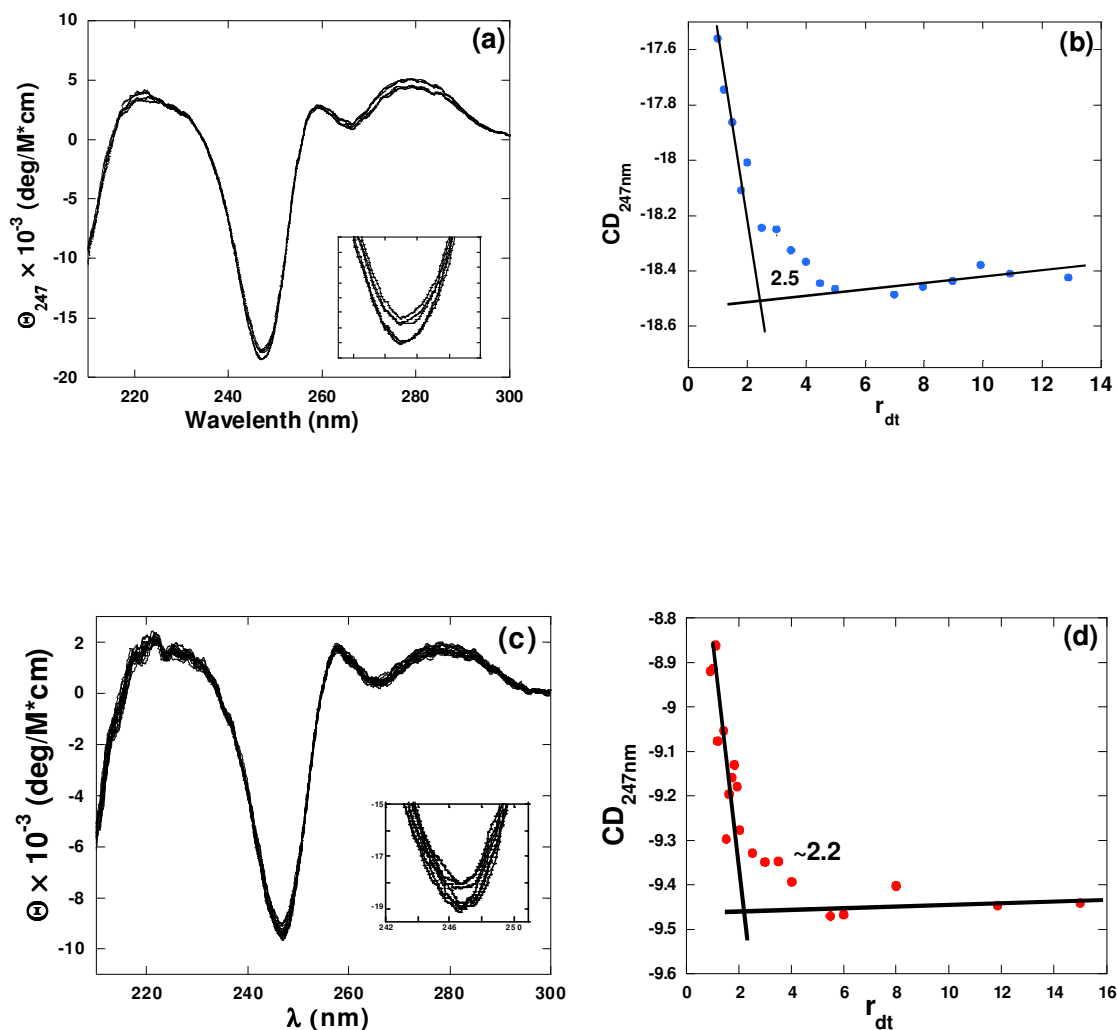 (a)
10
5
0
-5
-10
-15
-20
Θ247 × 10-3 (deg/M*cm)
220 240 260 280 300
Wavelenth (nm)
(b)
-17.6
-17.8
-18
-18.2
-18.4
-18.6
CD247nm
2.5
0 2 4 6 8 10 12 14
rdt
(c)
2
0
-2
-4
-6
-8
-10
Θ × 10-3 (deg/M*cm)
-15
-17
-19
242 246 250
220 240 260 280 300
λ (nm)
(d)
-8.8
-8.9
-9
-9.1
-9.2
-9.3
-9.4
-9.5
-9.6
CD247nm
~2.2
0 2 4 6 8 10 12 14 16
rdt